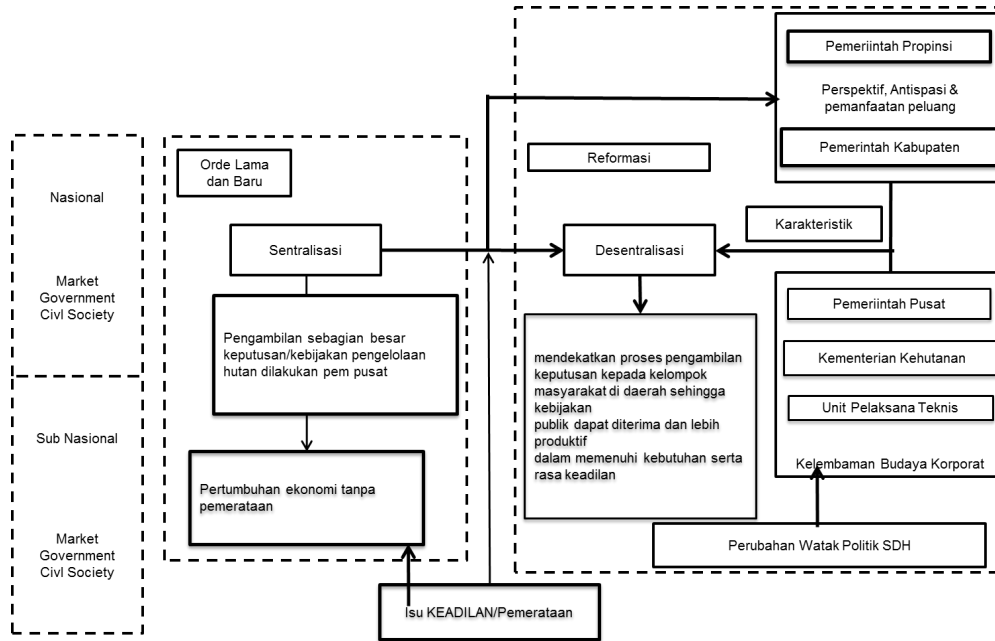 Nasional
Market
Government
Civl Society
Sub Nasional
Market
Government
Civl Society
Orde Lama
dan Baru
Sentralisasi
Pengambilan sebagian besar
keputusan/kebijakan pengelolaan
hutan dilakukan pem pusat
Pertumbuhan ekonomi tanpa
pemerataan
Isu KEADILAN/Pemerataan
Reformasi
Desentralisasi
mendekatkan proses pengambilan
keputusan kepada kelompok
masyarakat di daerah sehingga
kebijakan
publik dapat diterima dan lebih
produktif
dalam memenuhi kebutuhan serta
rasa keadilan
Pemeriintah Propinsi
Perspektif, Antispasi &
pemanfaatan peluang
Pemerintah Kabupaten
Karakteristik
Pemeriintah Pusat
Kementerian Kehutanan
Unit Pelaksana Teknis
Kelembaman Budaya Korporat
Perubahan Watak Politik SDH